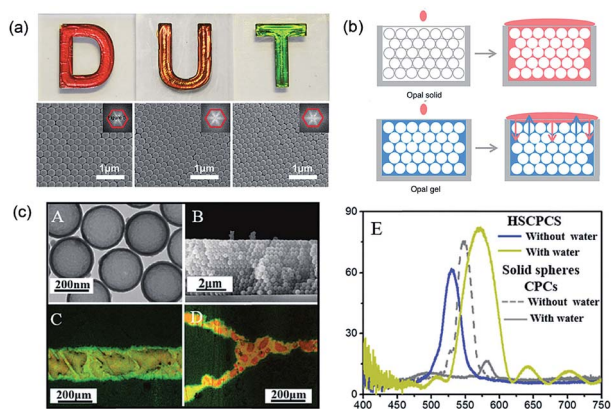 (a)
D U T
1μm
1μm
1μm
(b)
Opal solid
Opal gel
(c)
A
200nm
B
2μm
C
200μm
D
200μm
E
HSCPCS
Without water
With water
Solid spheres
CPCs
Without water
With water
90
60
30
0
400 450 500 550 600 650 700 750